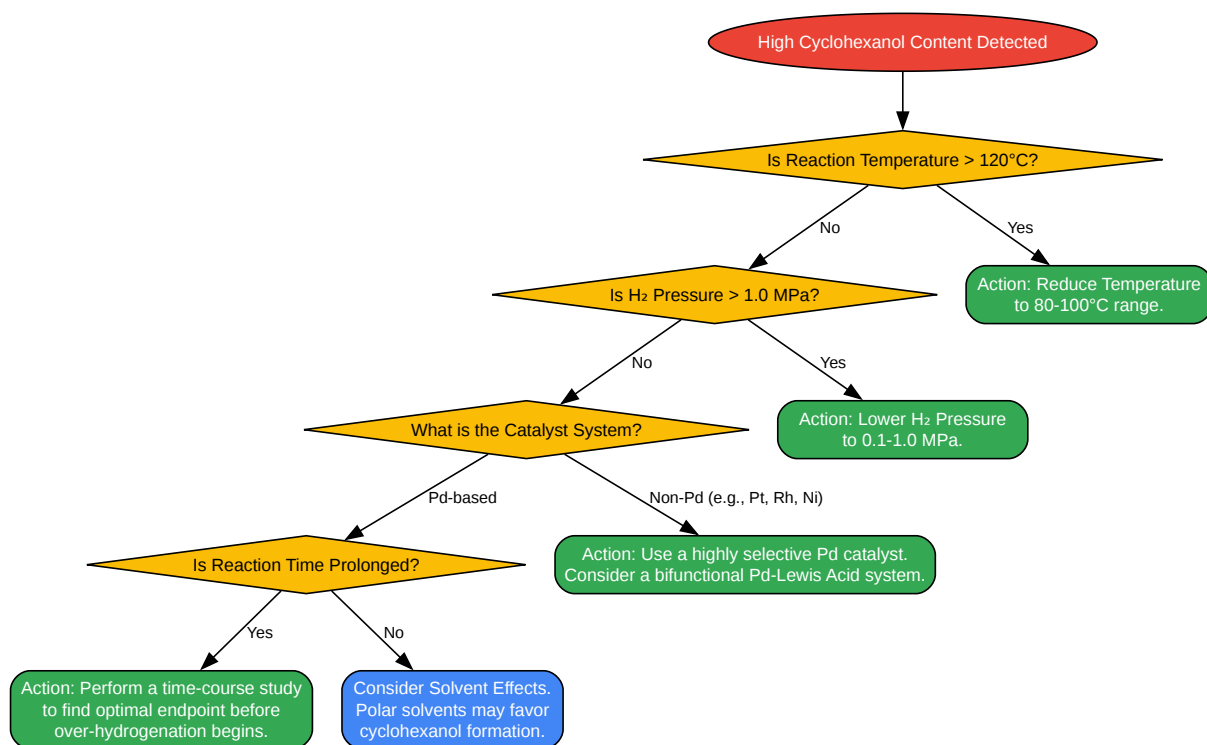 High Cyclohexanol Content Detected
Is Reaction Temperature > 120°C?
No
Yes
Is H₂ Pressure > 1.0 MPa?
Action: Reduce Temperature
to 80-100°C range.
No
Yes
What is the Catalyst System?
Action: Lower H₂ Pressure
to 0.1-1.0 MPa.
Pd-based
Non-Pd (e.g., Pt, Rh, Ni)
Is Reaction Time Prolonged?
Action: Use a highly selective Pd catalyst.
Consider a bifunctional Pd-Lewis Acid system.
Yes
No
Action: Perform a time-course study
to find optimal endpoint before
over-hydrogenation begins.
Consider Solvent Effects.
Polar solvents may favor
cyclohexanol formation.